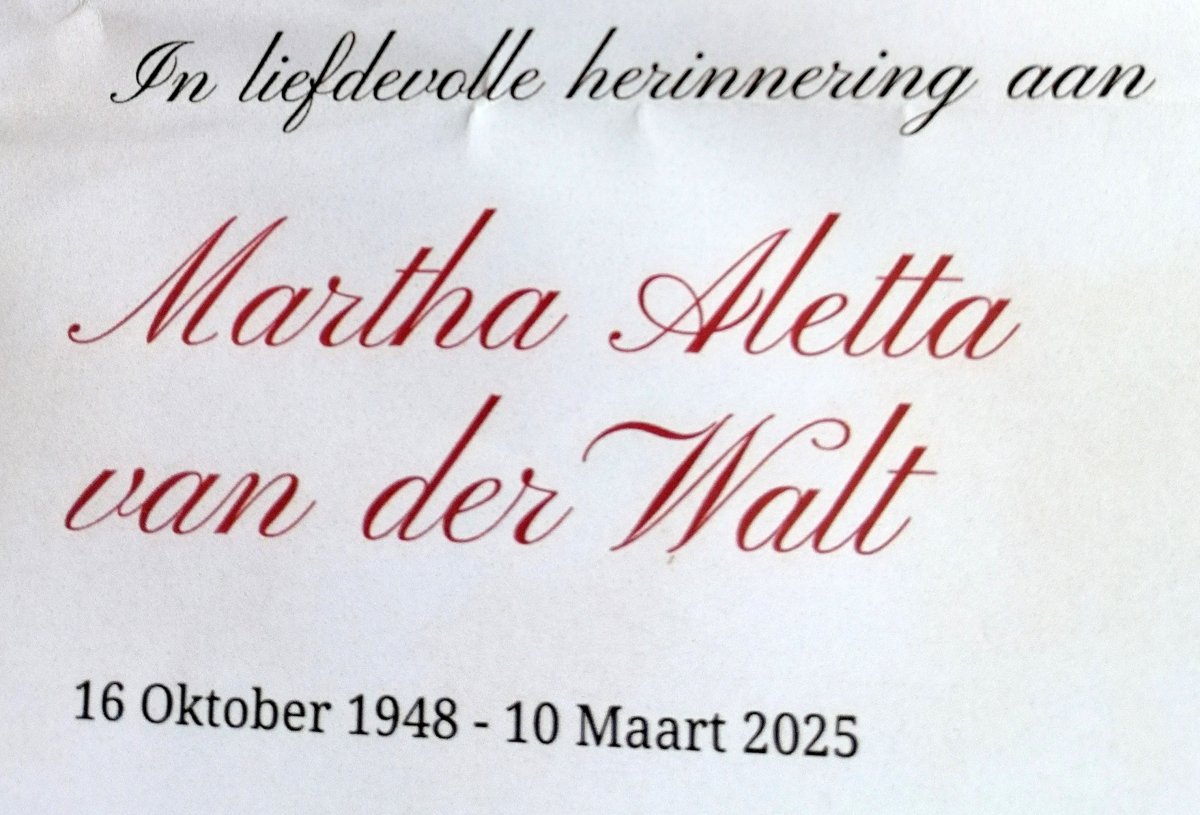 In liefdevolle herinnering aan
Martha Aletta
van der Walt
16 Oktober 1948 - 10 Maart 2025